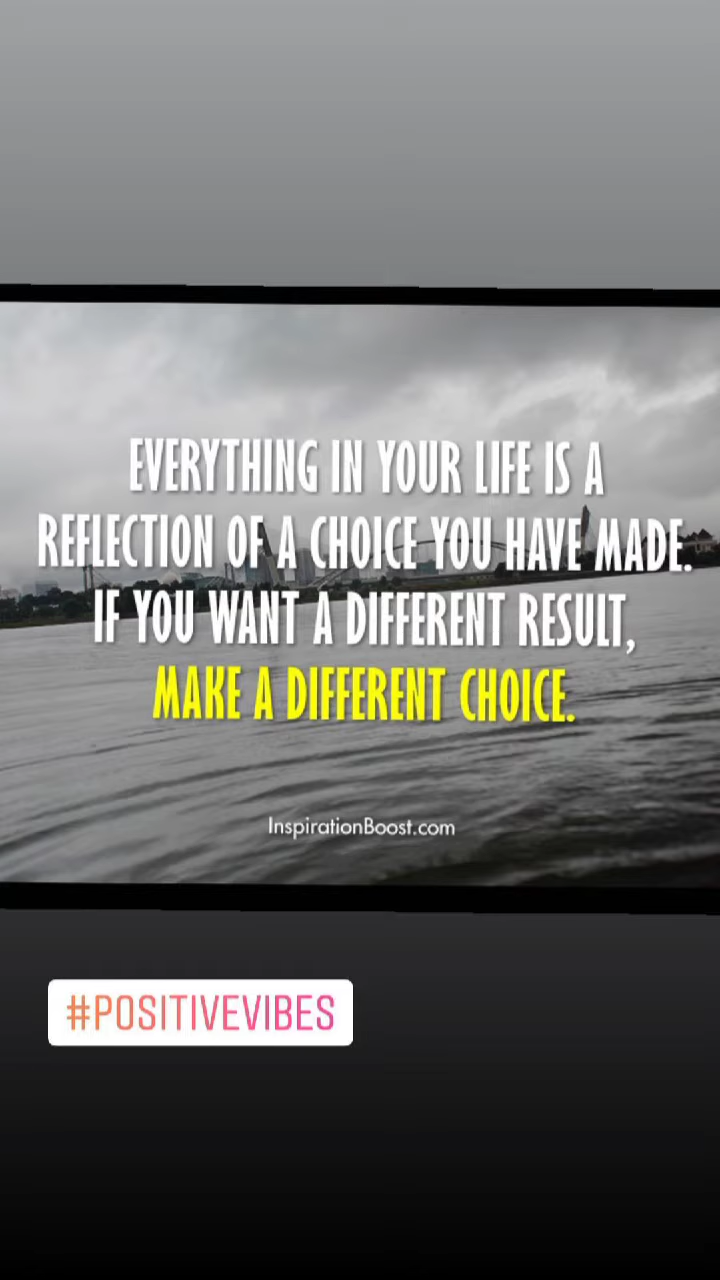 EVERYTHING IN YOUR LIFE IS A
REFLECTION OF A CHOICE YOU HAVE MADE.
IF YOU WANT A DIFFERENT RESULT,
MAKE A DIFFERENT CHOICE.
InspirationBoost.com
#POSITIVEVIBES